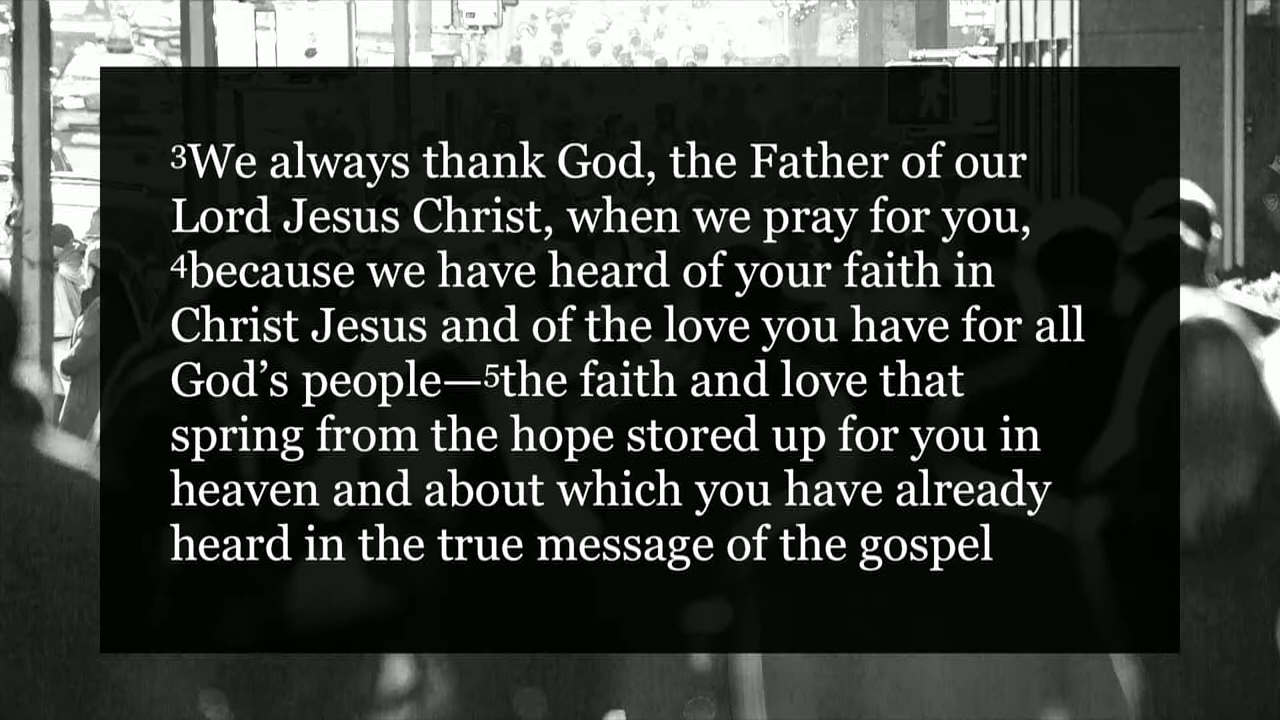 ³We always thank God, the Father of our
Lord Jesus Christ, when we pray for you,
⁴because we have heard of your faith in
Christ Jesus and of the love you have for all
God’s people—⁵the faith and love that
spring from the hope stored up for you in
heaven and about which you have already
heard in the true message of the gospel